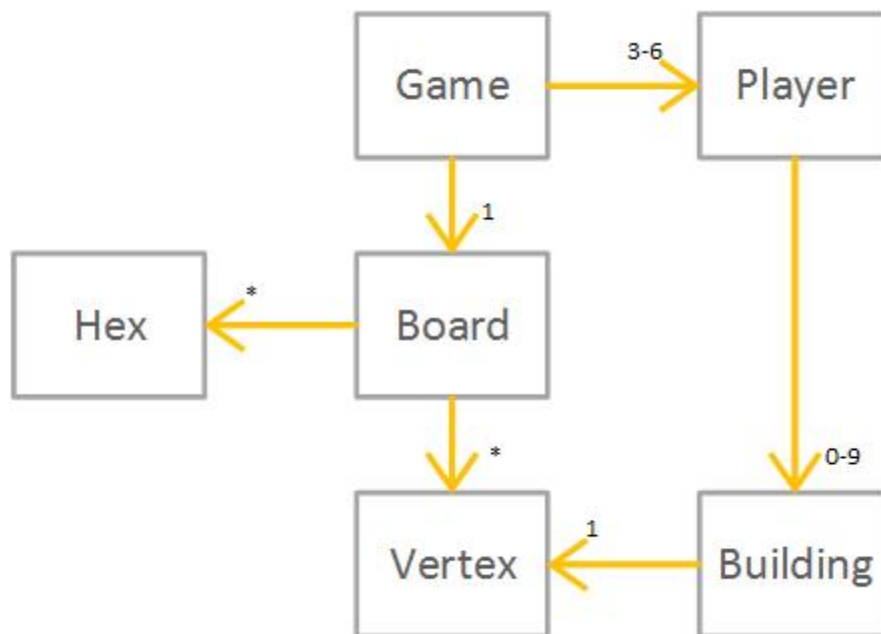 Game
3-6
Player
1
Hex
*
Board
*
0-9
Vertex
1
Building